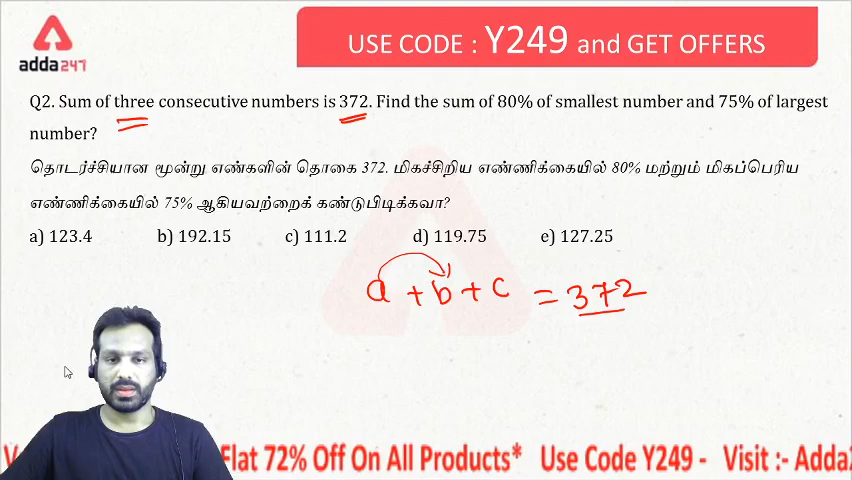 USE CODE : Y249 and GET OFFERS
adda247
Q2. Sum of three consecutive numbers is 372. Find the sum of 80% of smallest number and 75% of largest
number?
தொடர்ச்சியான மூன்று எண்களின் தொகை 372. மிகச்சிறிய எண்ணிக்கையில் 80% மற்றும் மிகப்பெரிய
எண்ணிக்கையில் 75% ஆகியவற்றைக் கண்டுபிடிக்கவா?
a) 123.4 b) 192.15 c) 111.2 d) 119.75 e) 127.25
a + b + c = 372
Flat 72% Off On All Products* Use Code Y249 - Visit :- Adda2